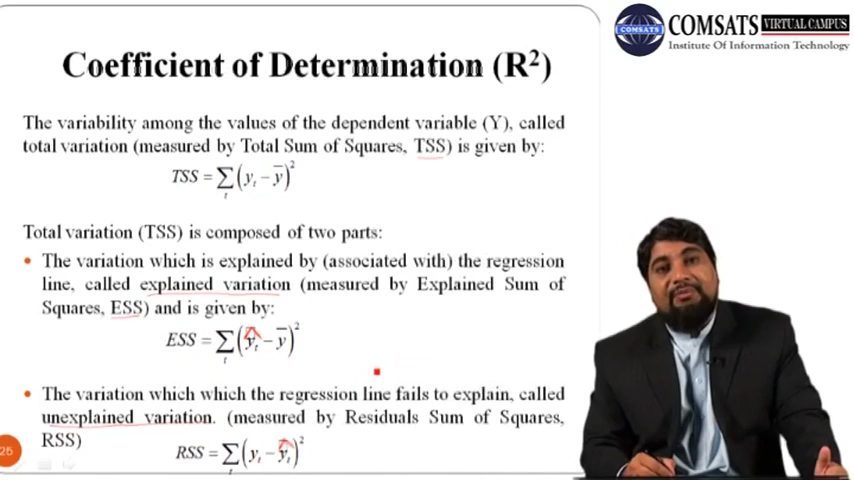 COMSATS
COMSATS VIRTUAL CAMPUS
Institute Of Information Technology
Coefficient of Determination (R²)
The variability among the values of the dependent variable (Y), called
total variation (measured by Total Sum of Squares, TSS) is given by:
TSS = ∑ₜ(yₜ − ȳ)²
Total variation (TSS) is composed of two parts:
• The variation which is explained by (associated with) the regression
line, called explained variation (measured by Explained Sum of
Squares, ESS) and is given by:
ESS = ∑ₜ(ŷₜ − ȳ)²
• The variation which which the regression line fails to explain, called
unexplained variation. (measured by Residuals Sum of Squares,
RSS)
RSS = ∑ₜ(yₜ − ŷₜ)²
26